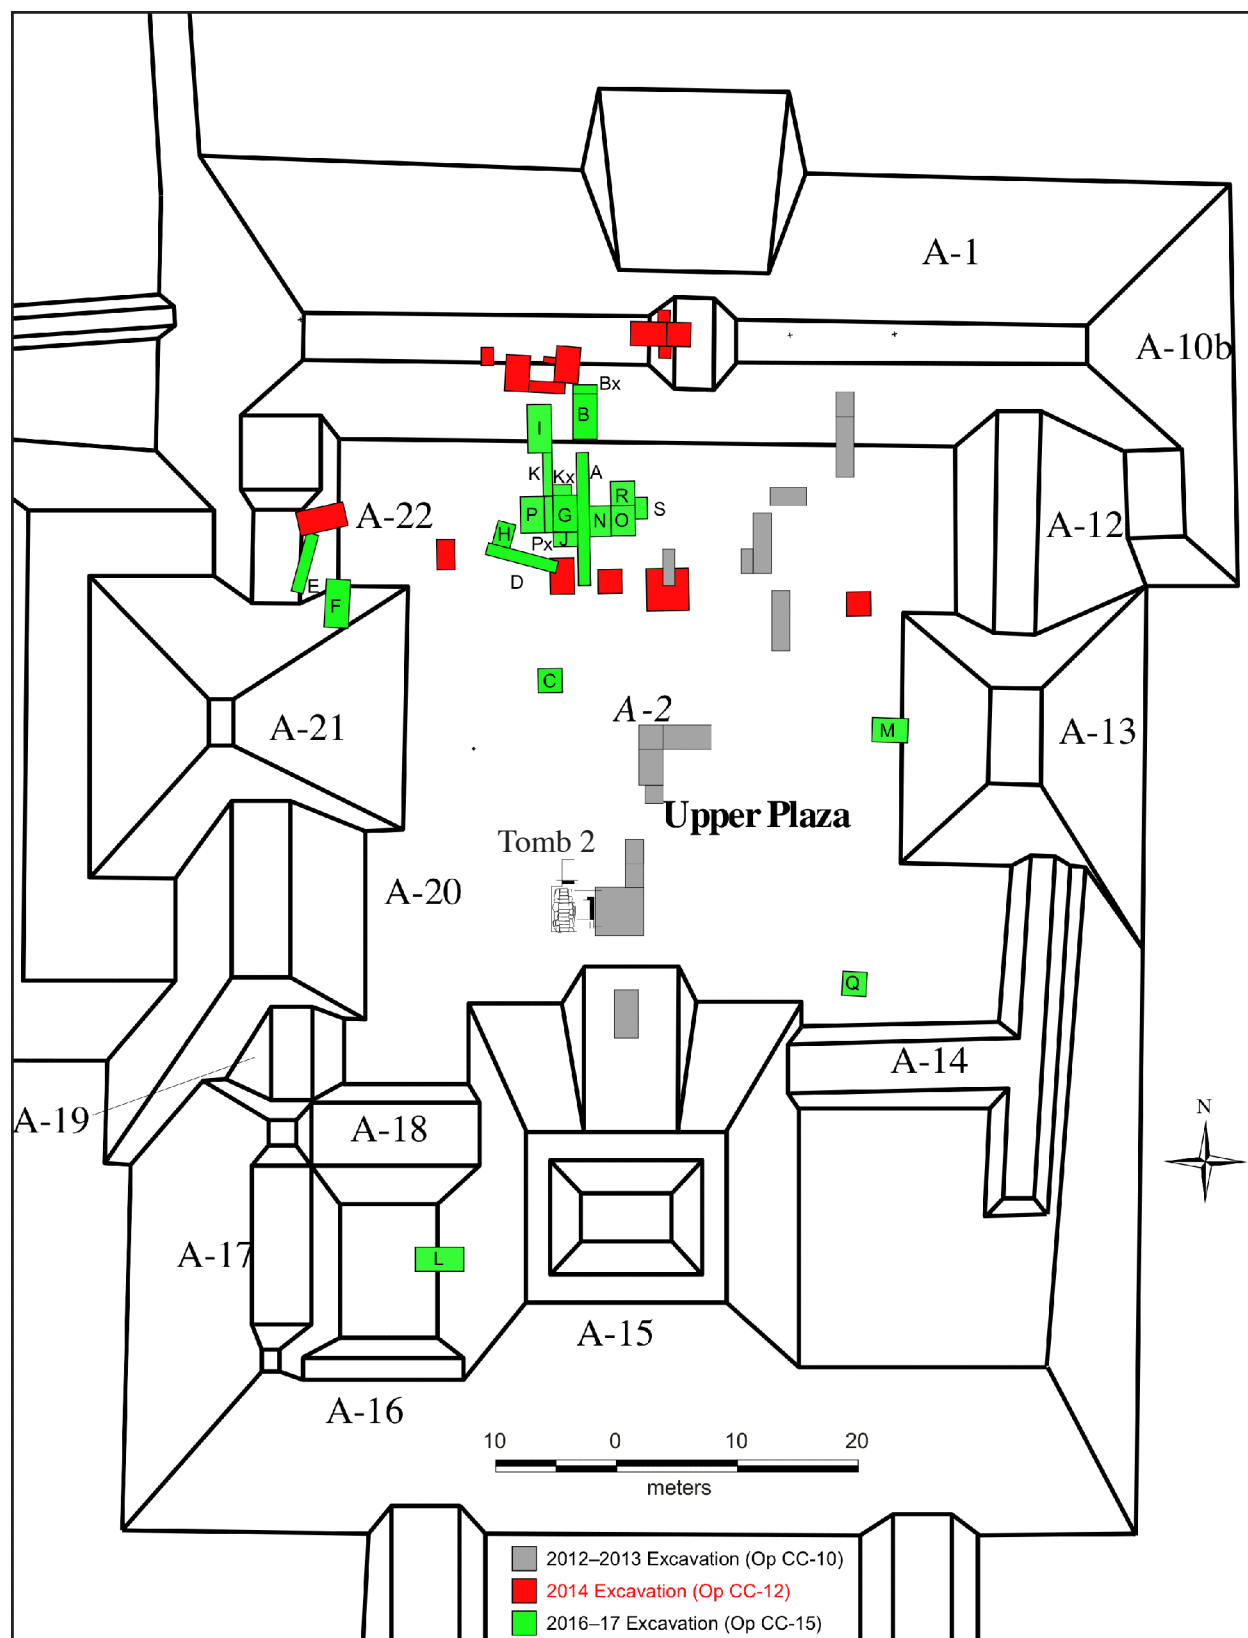 A-1
A-10b
Bx
B
I
K
Kx
A
R
S
P
G
N
O
A-22
H
Px
J
A-12
D
E
F
C
A-2
A-21
M
A-13
Upper Plaza
Tomb 2
A-20
Q
A-14
A-19
A-18
N
A-17
L
A-15
A-16
10 0 10 20
meters
2012–2013 Excavation (Op CC-10)
2014 Excavation (Op CC-12)
2016–17 Excavation (Op CC-15)